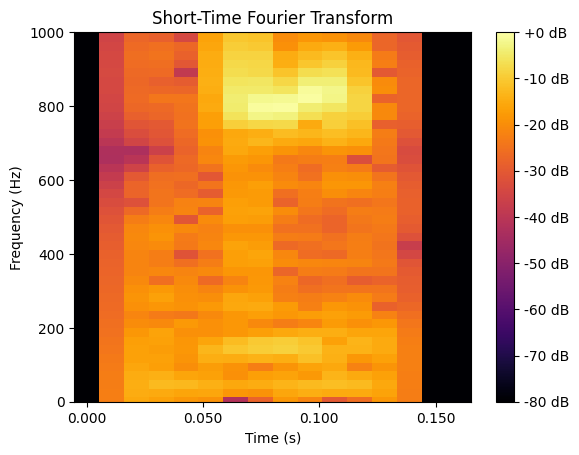 Short-Time Fourier Transform
1000
800
600
400
200
0
Frequency (Hz)
0.000
0.050
0.100
0.150
Time (s)
+0 dB
-10 dB
-20 dB
-30 dB
-40 dB
-50 dB
-60 dB
-70 dB
-80 dB